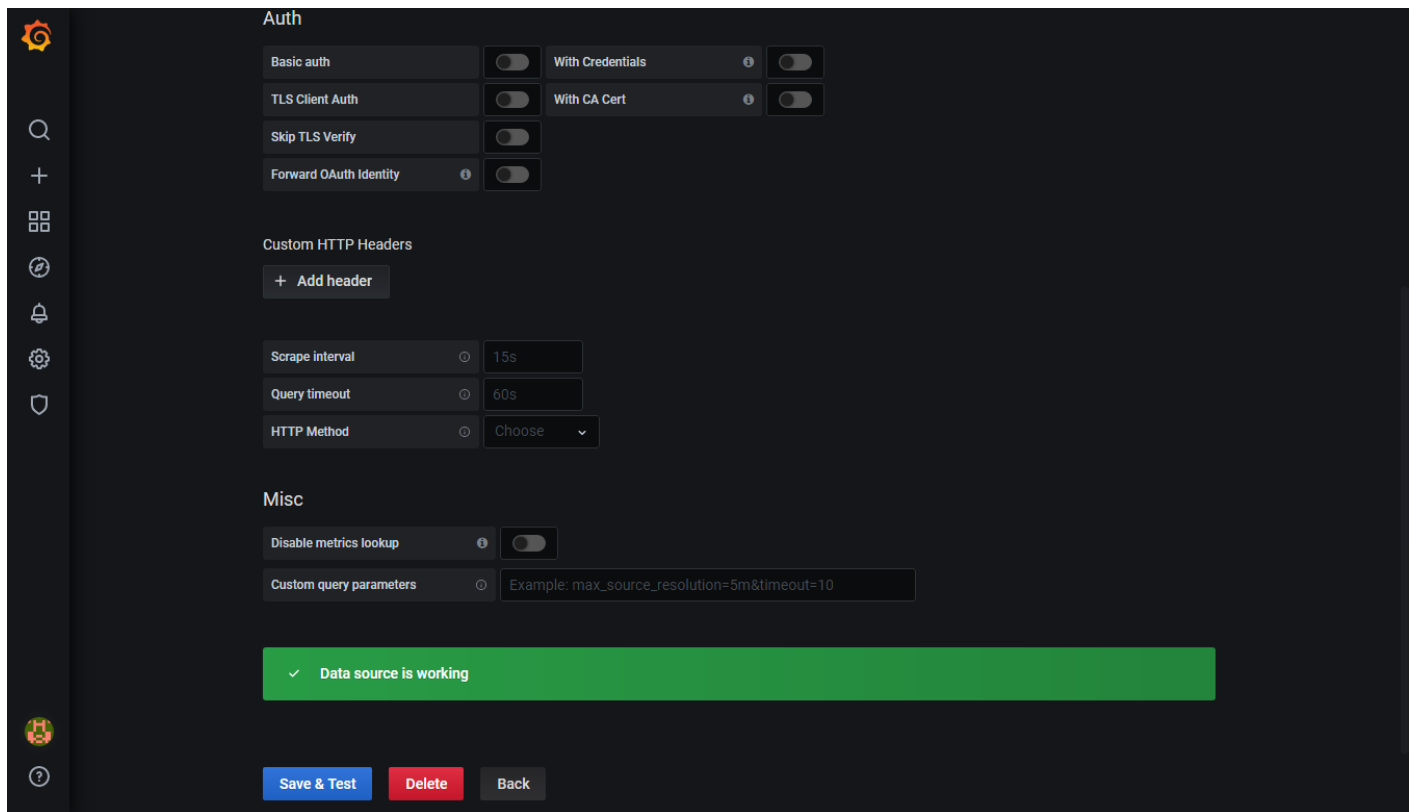 Auth
Basic auth With Credentials
TLS Client Auth With CA Cert
Skip TLS Verify
Forward OAuth Identity
Custom HTTP Headers
+ Add header
Scrape interval 15s
Query timeout 60s
HTTP Method Choose
Misc
Disable metrics lookup
Custom query parameters Example: max_source_resolution=5m&timeout=10
Data source is working
Save & Test Delete Back